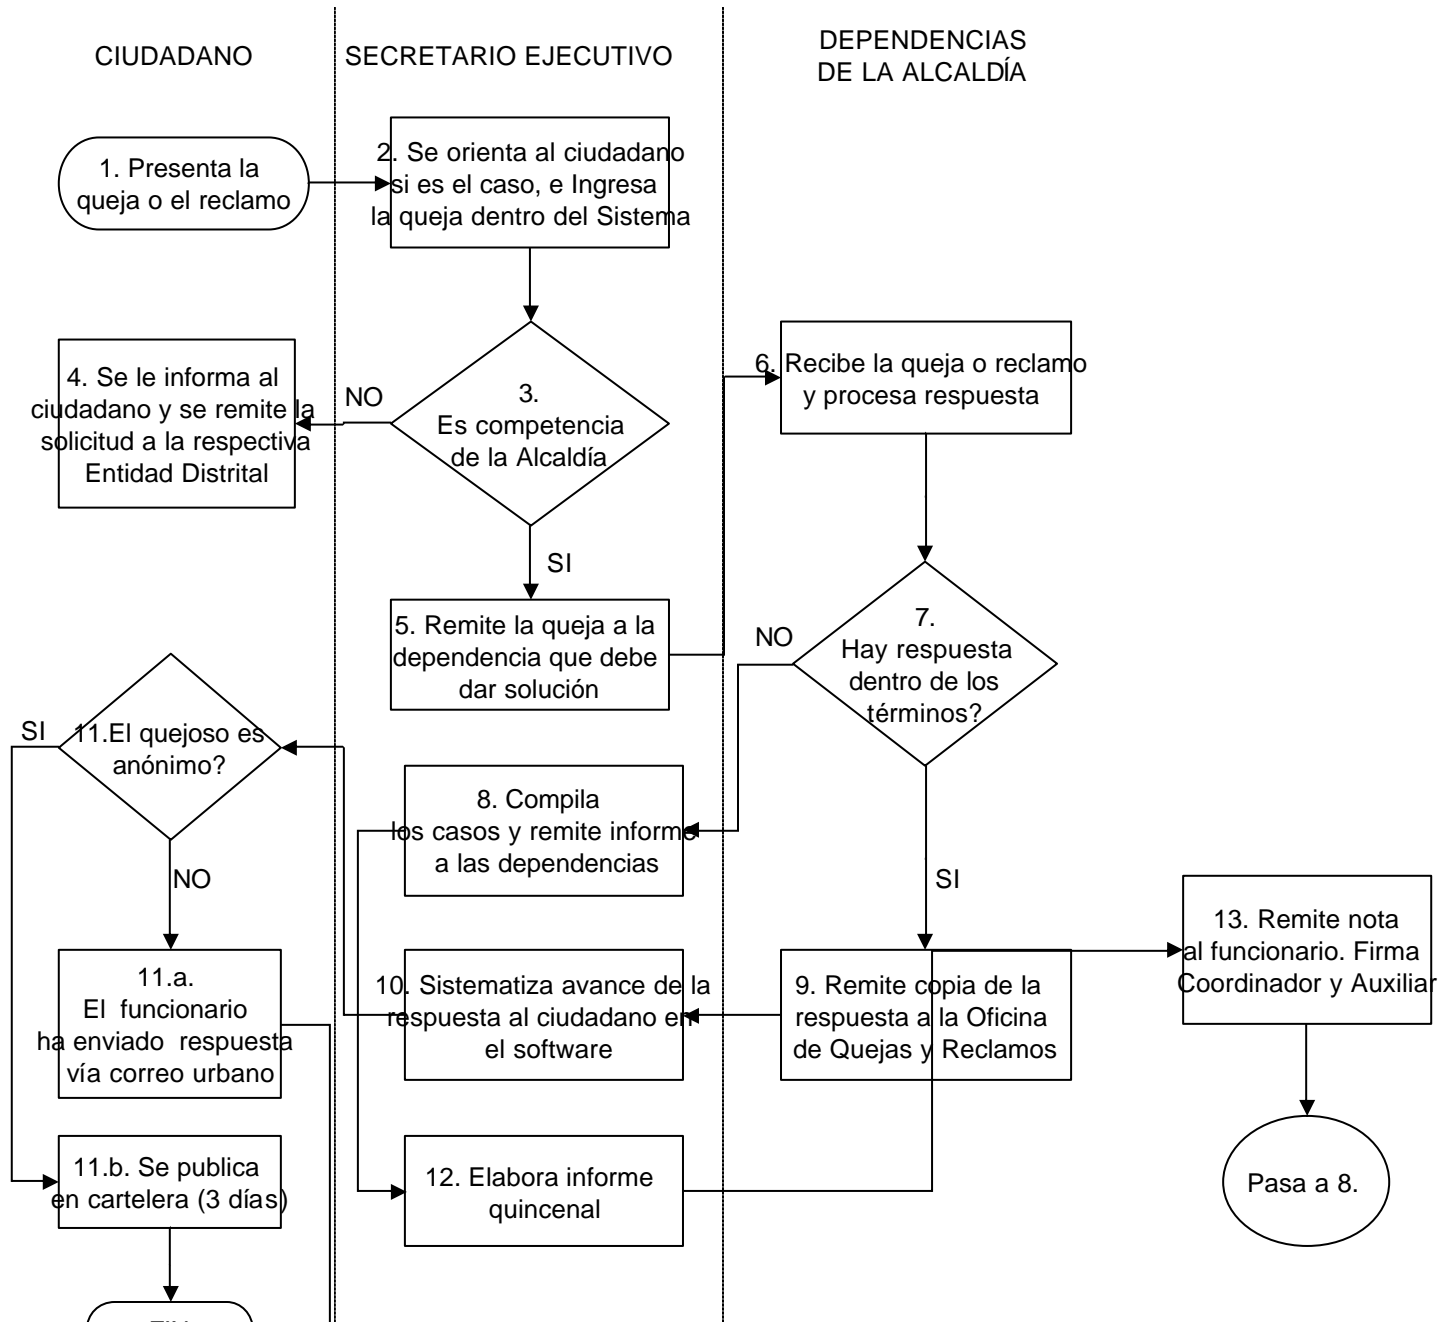 CIUDADANO
SECRETARIO EJECUTIVO
DEPENDENCIAS
DE LA ALCALDÍA
1. Presenta la
queja o el reclamo
2. Se orienta al ciudadano
si es el caso, e Ingresa
la queja dentro del Sistema
3.
Es competencia
de la Alcaldía
NO
SI
4. Se le informa al
ciudadano y se remite la
solicitud a la respectiva
Entidad Distrital
5. Remite la queja a la
dependencia que debe
dar solución
6. Recibe la queja o reclamo
y procesa respuesta
7.
Hay respuesta
dentro de los
términos?
NO
SI
8. Compila
los casos y remite informe
a las dependencias
9. Remite copia de la
respuesta a la Oficina
de Quejas y Reclamos
10. Sistematiza avance de la
respuesta al ciudadano en
el software
11.El quejoso es
anónimo?
SI
NO
11.a.
El funcionario
ha enviado respuesta
vía correo urbano
11.b. Se publica
en cartelera (3 días)
12. Elabora informe
quincenal
13. Remite nota
al funcionario. Firma
Coordinador y Auxiliar
Pasa a 8.